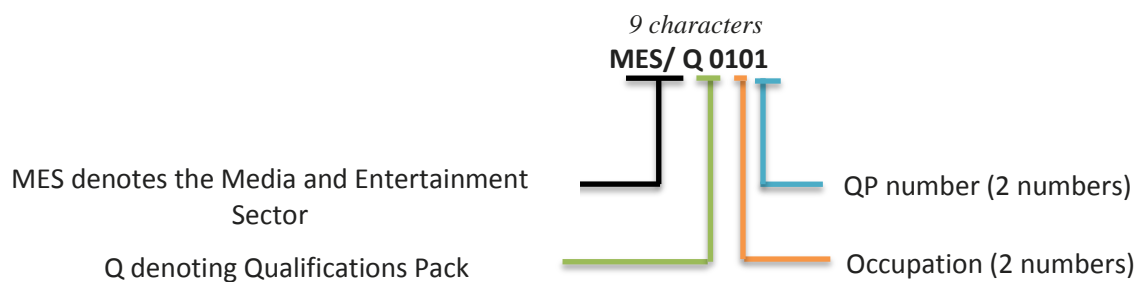 9 characters
MES/ Q 0101
MES denotes the Media and Entertainment
Sector
QP number (2 numbers)
Q denoting Qualifications Pack
Occupation (2 numbers)